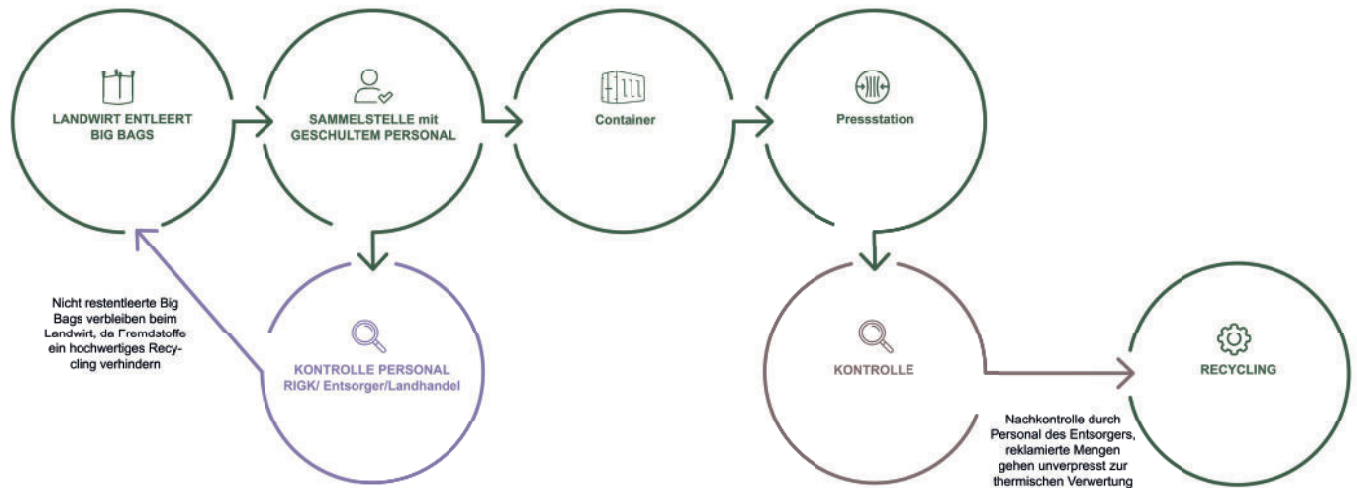 LANDWIRT ENTLEERT
BIG BAGS
SAMMELSTELLE mit
GESCHULTEM PERSONAL
Container
Pressstation
Nicht restentleerte Big
Bags verbleiben beim
Landwirt, da Fremdstoffe
ein hochwertiges Recy-
cling verhindern
KONTROLLE PERSONAL
RIGK/ Entsorger/Landhandel
KONTROLLE
RECYCLING
Nachkontrolle durch
Personal des Entsorgers,
reklamierte Mengen
gehen unverpresst zur
thermischen Verwertung